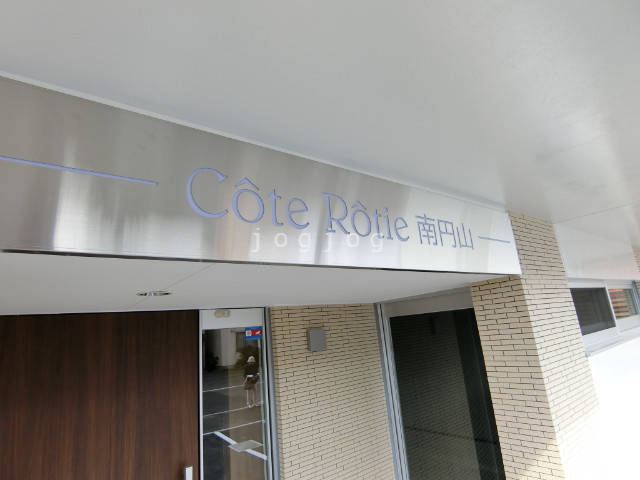 Côte Rôtie 南円山
jogjog